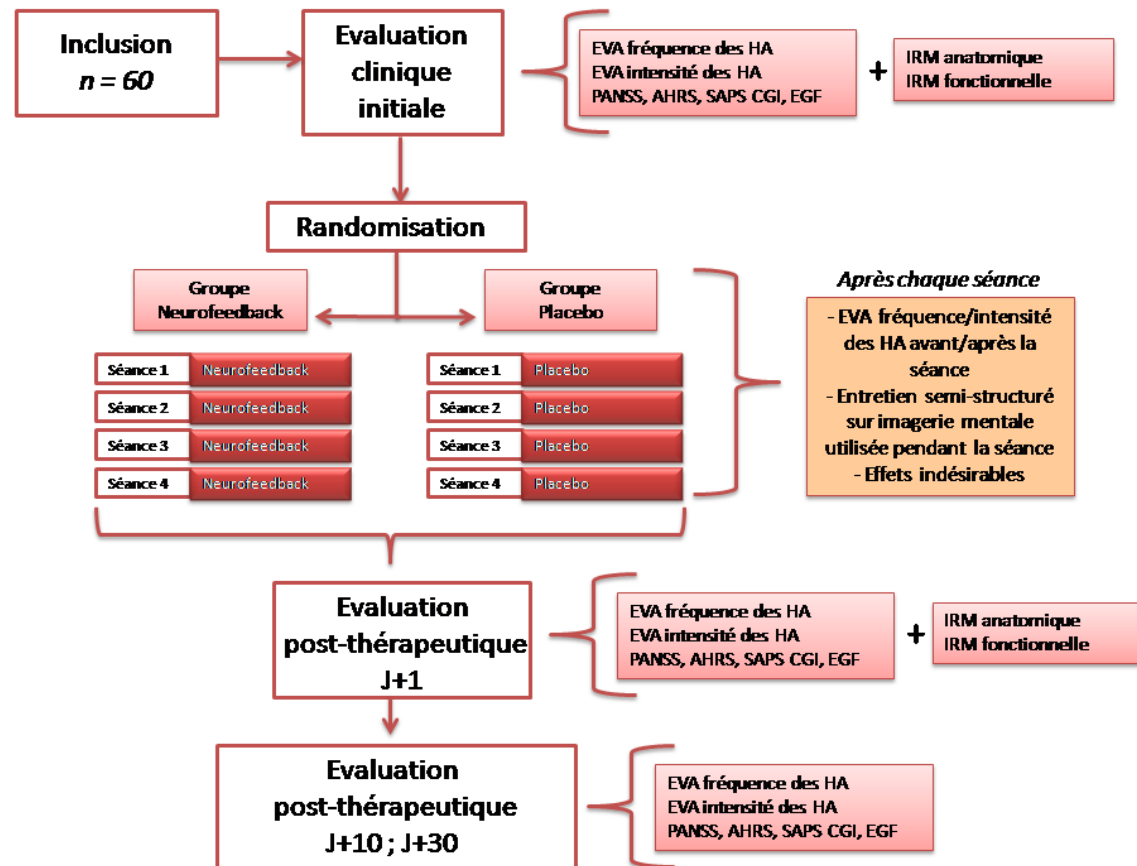 Inclusion
n = 60
Evaluation
clinique
initiale
EVA fréquence des HA
EVA intensité des HA
PANSS, AHRS, SAPS CGI, EGF
+
IRM anatomique
IRM fonctionnelle
Randomisation
Groupe
Neurofeedback
Groupe
Placebo
Séance 1 Neurofeedback
Séance 2 Neurofeedback
Séance 3 Neurofeedback
Séance 4 Neurofeedback
Séance 1 Placebo
Séance 2 Placebo
Séance 3 Placebo
Séance 4 Placebo
Après chaque séance
- EVA fréquence/intensité
des HA avant/après la
séance
- Entretien semi-structuré
sur imagerie mentale
utilisée pendant la séance
- Effets indésirables
Evaluation
post-thérapeutique
J+1
EVA fréquence des HA
EVA intensité des HA
PANSS, AHRS, SAPS CGI, EGF
+
IRM anatomique
IRM fonctionnelle
Evaluation
post-thérapeutique
J+10 ; J+30
EVA fréquence des HA
EVA intensité des HA
PANSS, AHRS, SAPS CGI, EGF